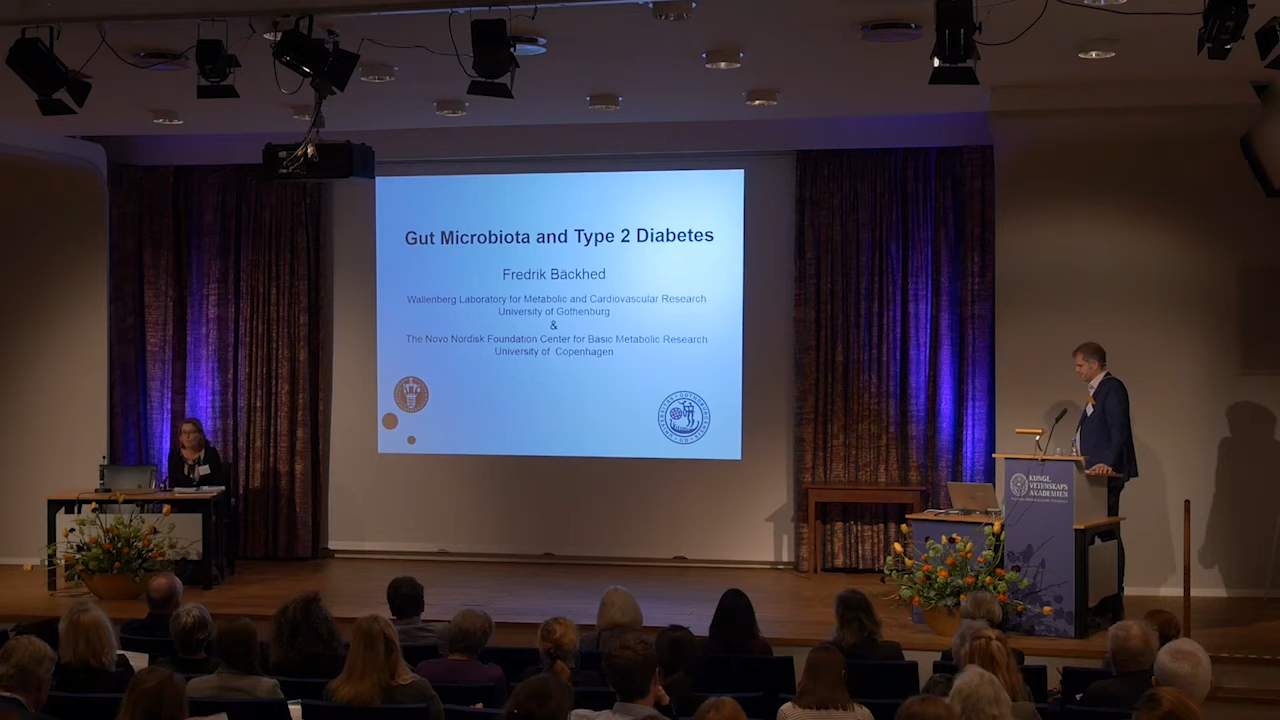 Gut Microbiota and Type 2 Diabetes
Fredrik Bäckhed
Wallenberg Laboratory for Metabolic and Cardiovascular Research
University of Gothenburg
&
The Novo Nordisk Foundation Center for Basic Metabolic Research
University of Copenhagen
KUNGL.
VETENSKAPS
AKADEMIEN